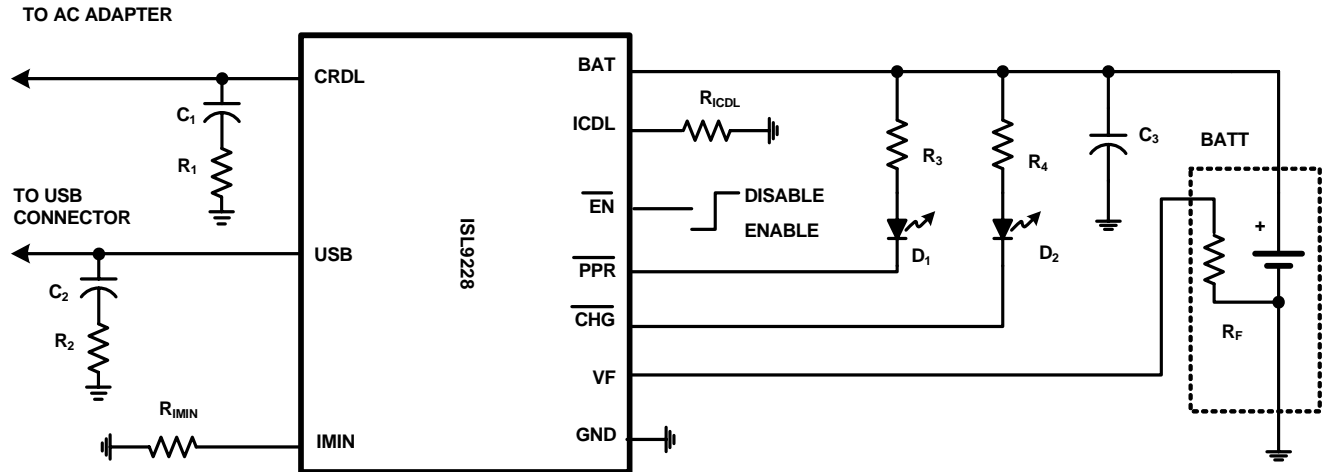 TO AC ADAPTER
CRDL
C1
R1
TO USB
CONNECTOR
USB
C2
R2
RIMIN
IMIN
ISL9228
BAT
ICDL
RICDL
EN
DISABLE
ENABLE
PPR
CHG
VF
GND
R3
D1
R4
D2
C3
BATT
+
RF